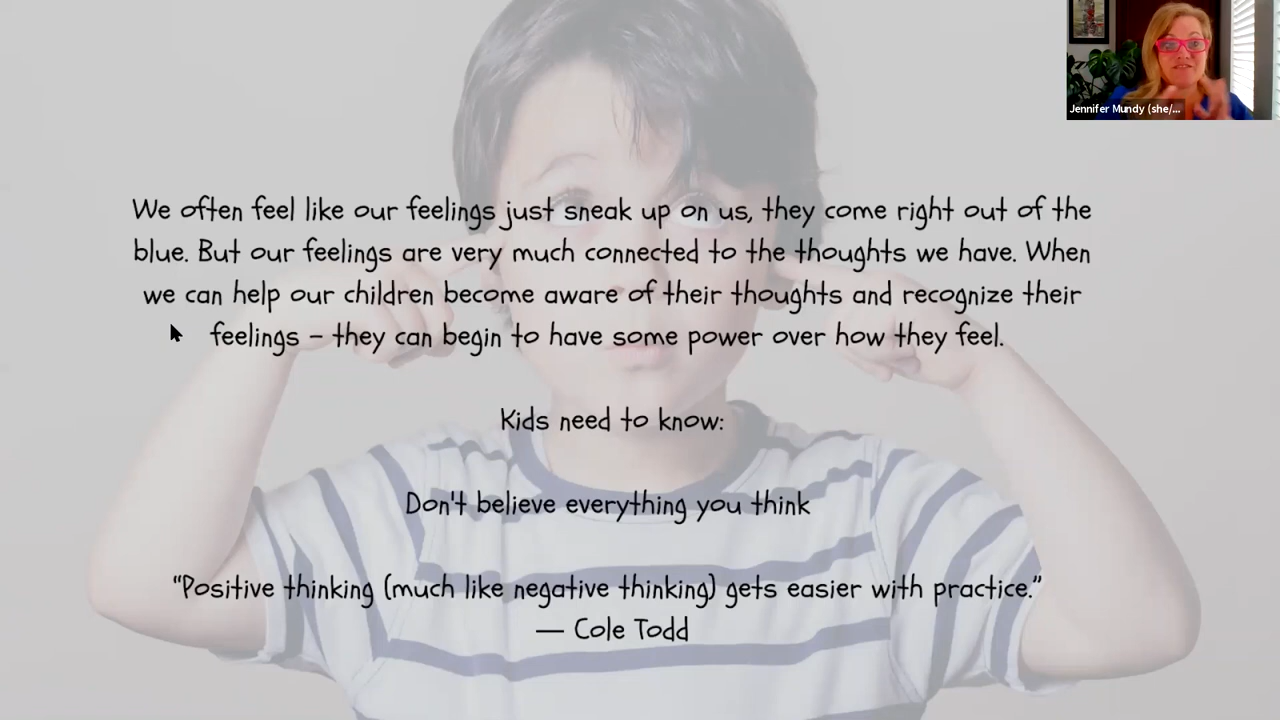 Jennifer Mundy (she/...
We often feel like our feelings just sneak up on us, they come right out of the
blue. But our feelings are very much connected to the thoughts we have. When
we can help our children become aware of their thoughts and recognize their
feelings – they can begin to have some power over how they feel.
Kids need to know:
Don't believe everything you think
“Positive thinking (much like negative thinking) gets easier with practice.”
— Cole Todd